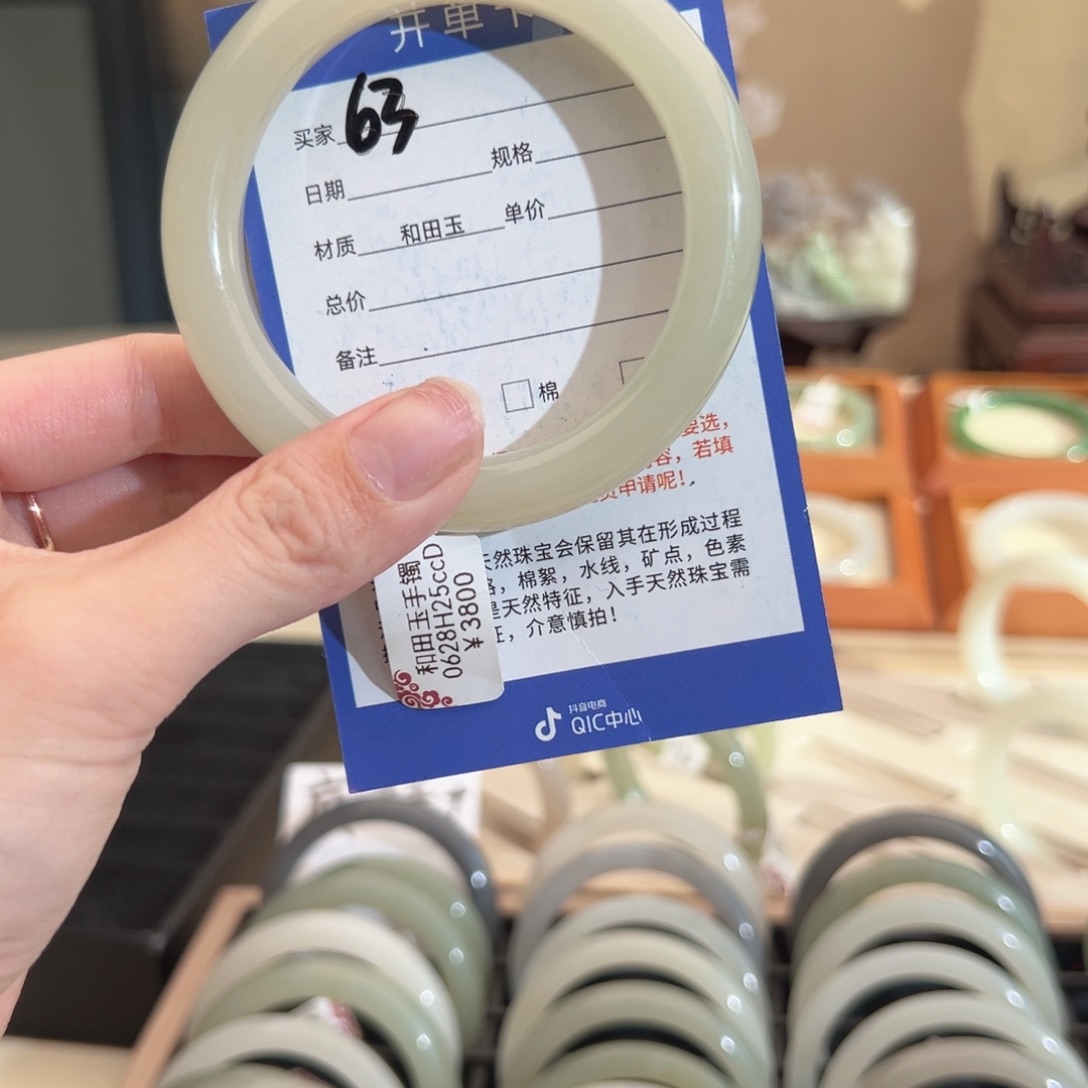 并单卡
买家 63
日期 规格
材质 和田玉 单价
总价
备注
棉
要选，
容，若填
申请呢！
天然珠宝会保留其在形成过程
，棉絮，水线，矿点，色素
是天然特征，入手天然珠宝需
，介意慎拍！
和田玉手镯
0628H25ccD
￥3800
抖音电商
QIC中心